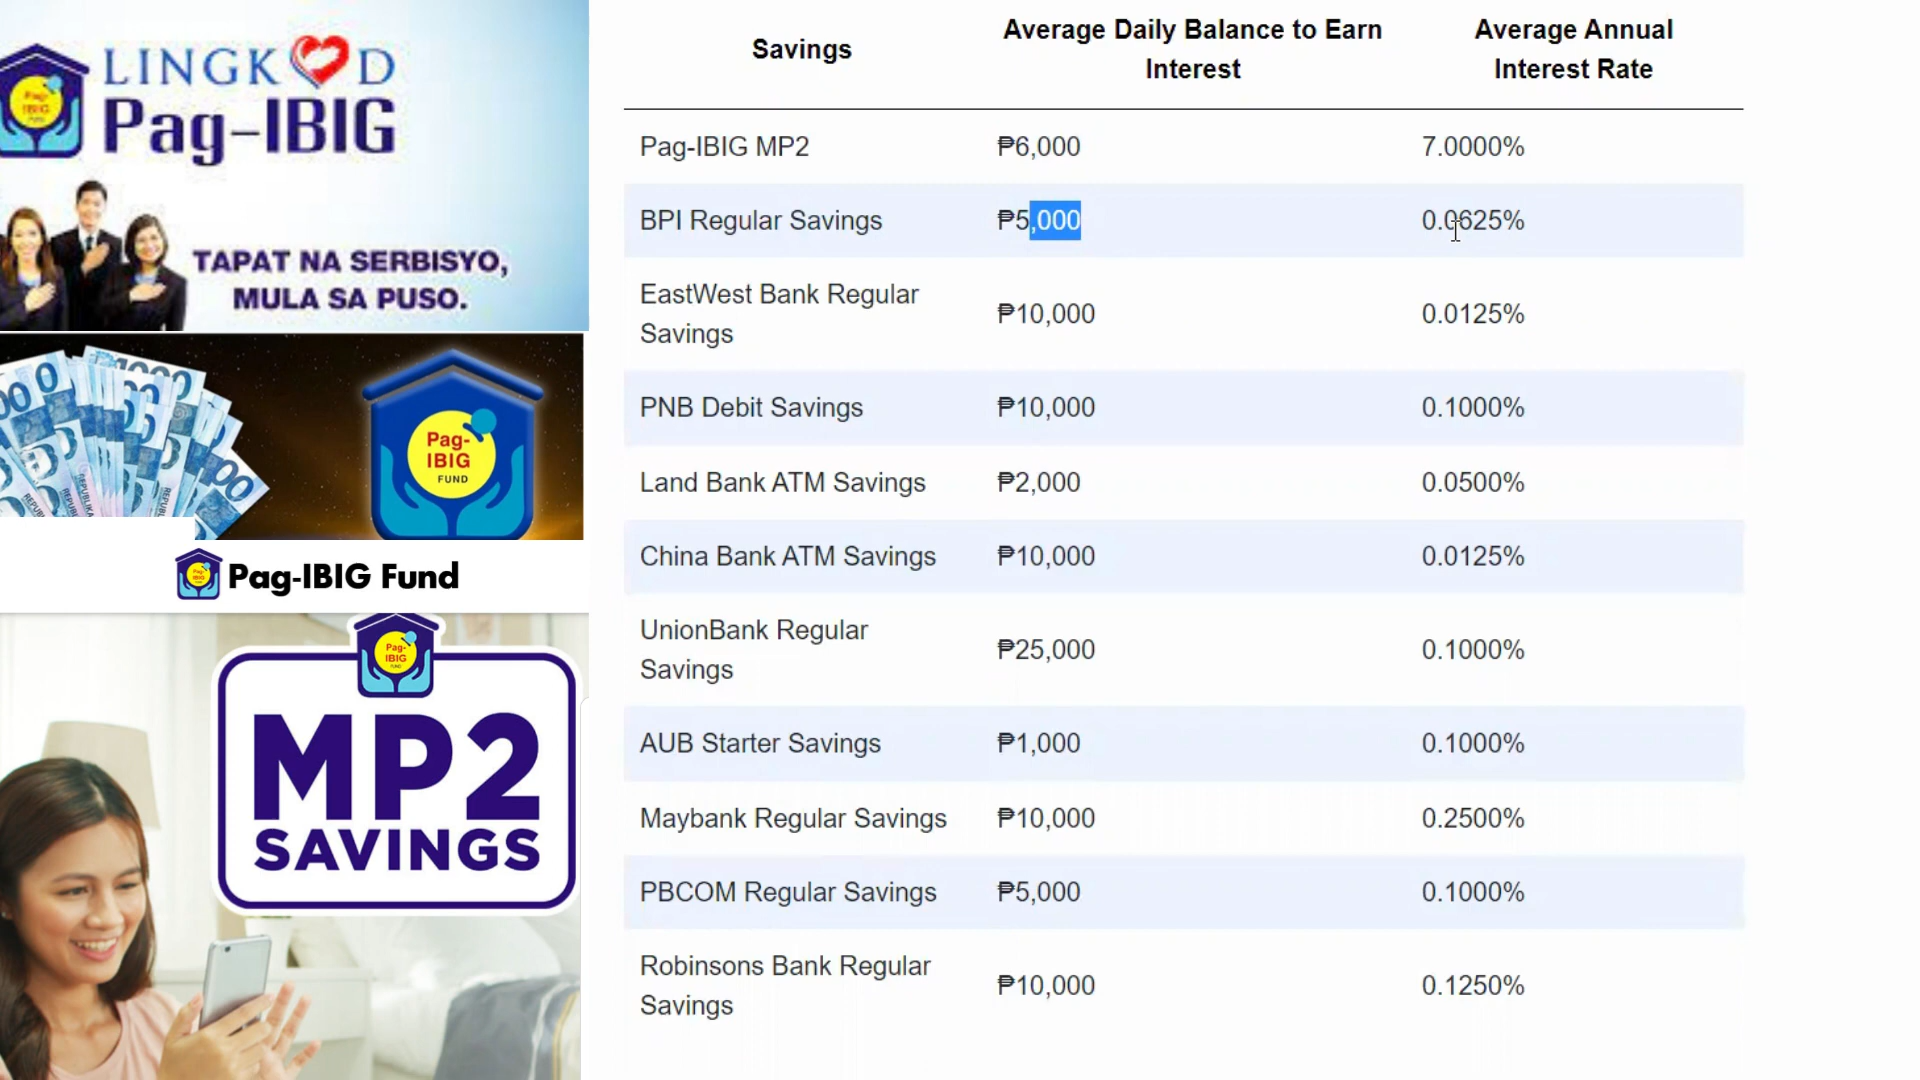 LINGKOD
Pag-IBIG
TAPAT NA SERBISYO,
MULA SA PUSO.
Pag-
IBIG
FUND
Pag-IBIG Fund
Pag-
IBIG
FUND
MP2
SAVINGS
Savings
Average Daily Balance to Earn
Interest
Average Annual
Interest Rate
Pag-IBIG MP2 ₱6,000 7.0000%
BPI Regular Savings ₱5,000 0.0625%
EastWest Bank Regular
Savings
₱10,000 0.0125%
PNB Debit Savings ₱10,000 0.1000%
Land Bank ATM Savings ₱2,000 0.0500%
China Bank ATM Savings ₱10,000 0.0125%
UnionBank Regular
Savings
₱25,000 0.1000%
AUB Starter Savings ₱1,000 0.1000%
Maybank Regular Savings ₱10,000 0.2500%
PBCOM Regular Savings ₱5,000 0.1000%
Robinsons Bank Regular
Savings
₱10,000 0.1250%